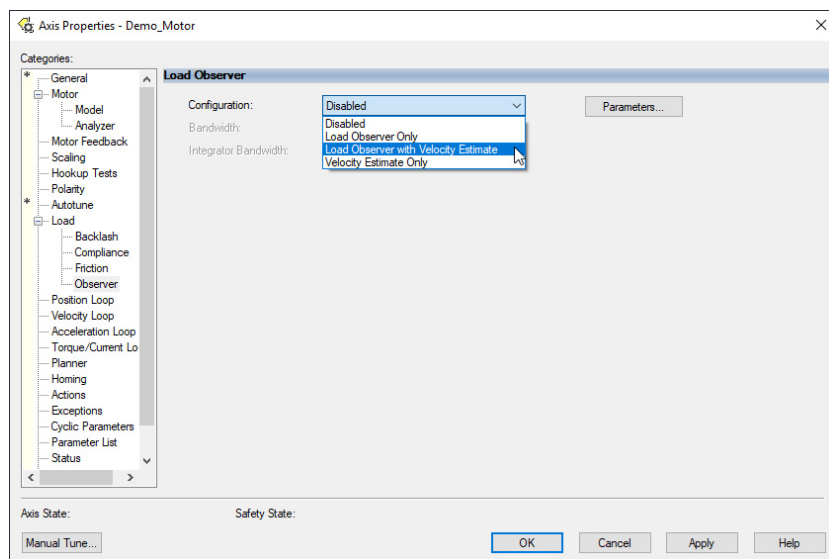 Axis Properties - Demo_Motor
Categories:
* General
Motor
Model
Analyzer
Motor Feedback
Scaling
Hookup Tests
Polarity
* Autotune
Load
Backlash
Compliance
Friction
Observer
Position Loop
Velocity Loop
Acceleration Loop
Torque/Current Lo
Planner
Homing
Actions
Exceptions
Cyclic Parameters
Parameter List
Status
Load Observer
Configuration: Disabled Parameters...
Disabled
Bandwidth: Load Observer Only
Integrator Bandwidth: Load Observer with Velocity Estimate
Velocity Estimate Only
Axis State: Safety State:
Manual Tune... OK Cancel Apply Help